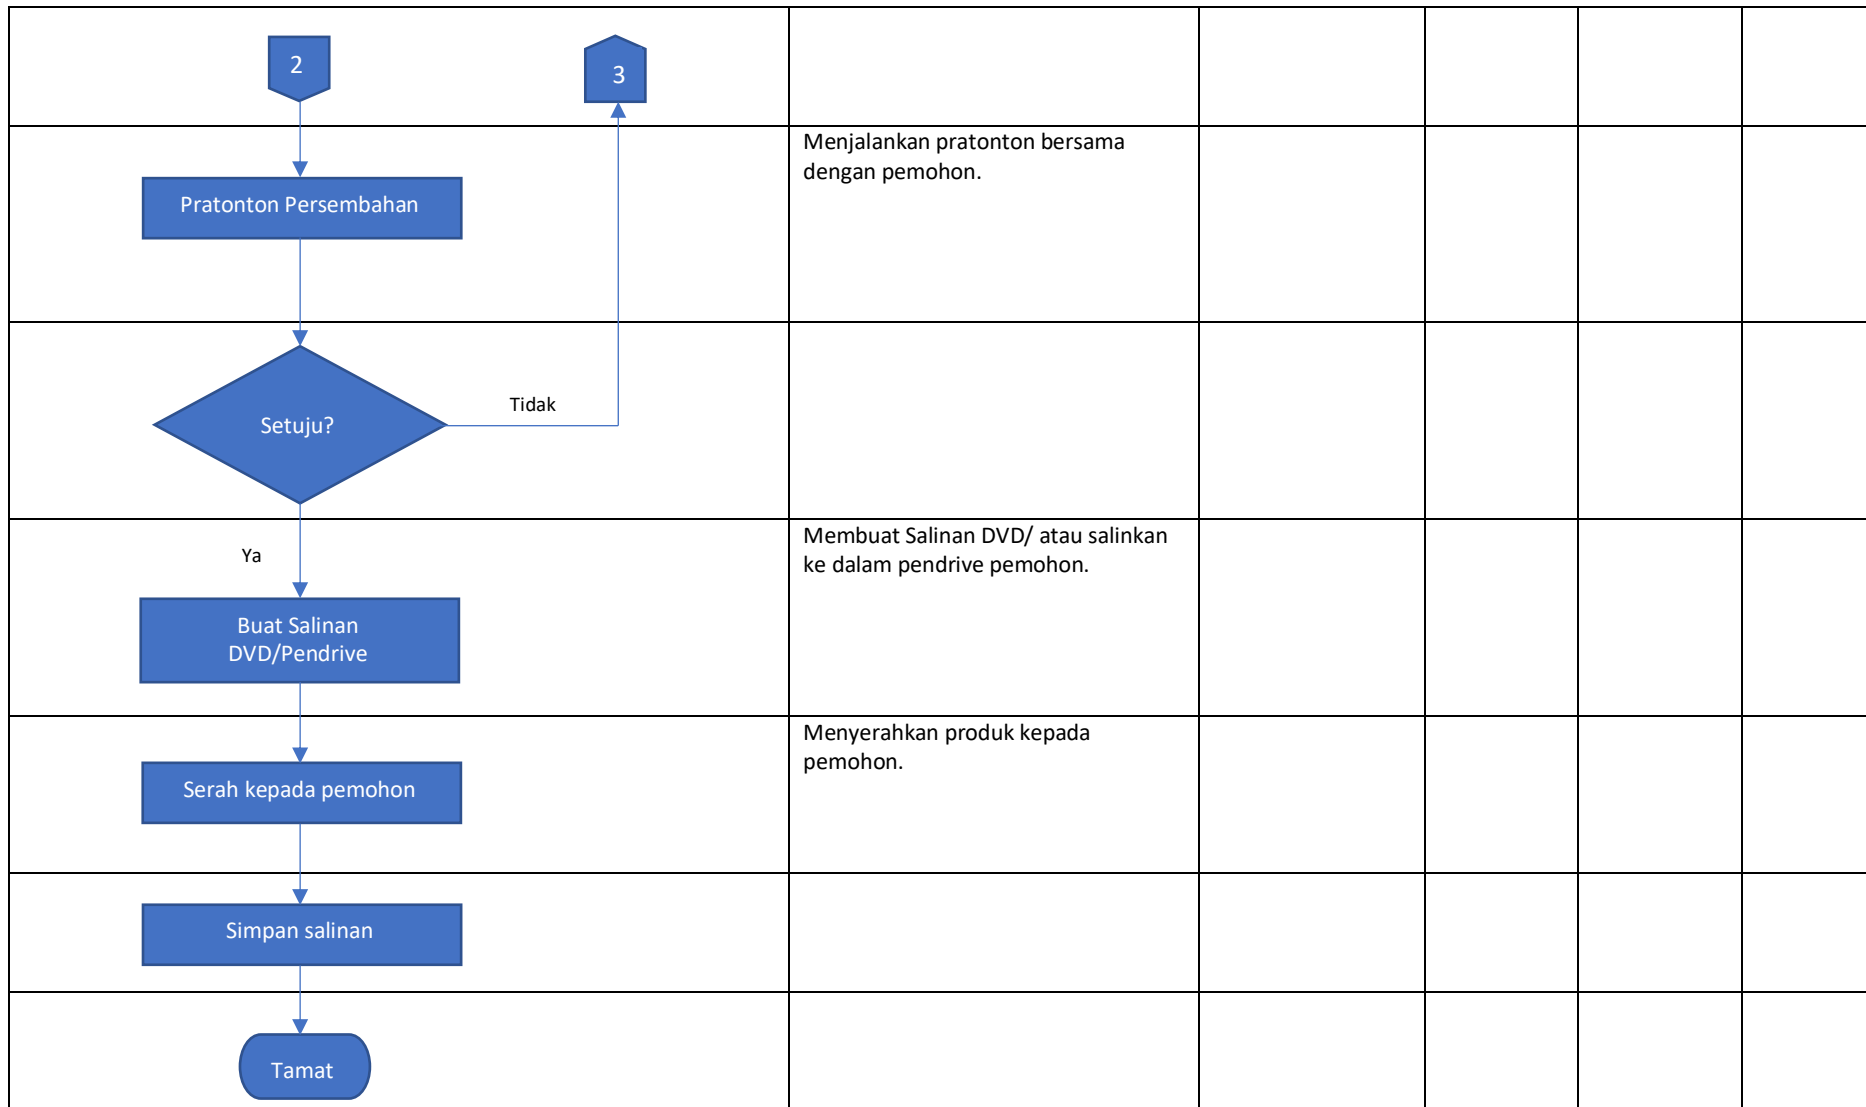 2
3
Menjalankan pratonton bersama
dengan pemohon.
Pratonton Persembahan
Tidak
Setuju?
Membuat Salinan DVD/ atau salinkan
ke dalam pendrive pemohon.
Ya
Buat Salinan
DVD/Pendrive
Menyerahkan produk kepada
pemohon.
Serah kepada pemohon
Simpan salinan
Tamat